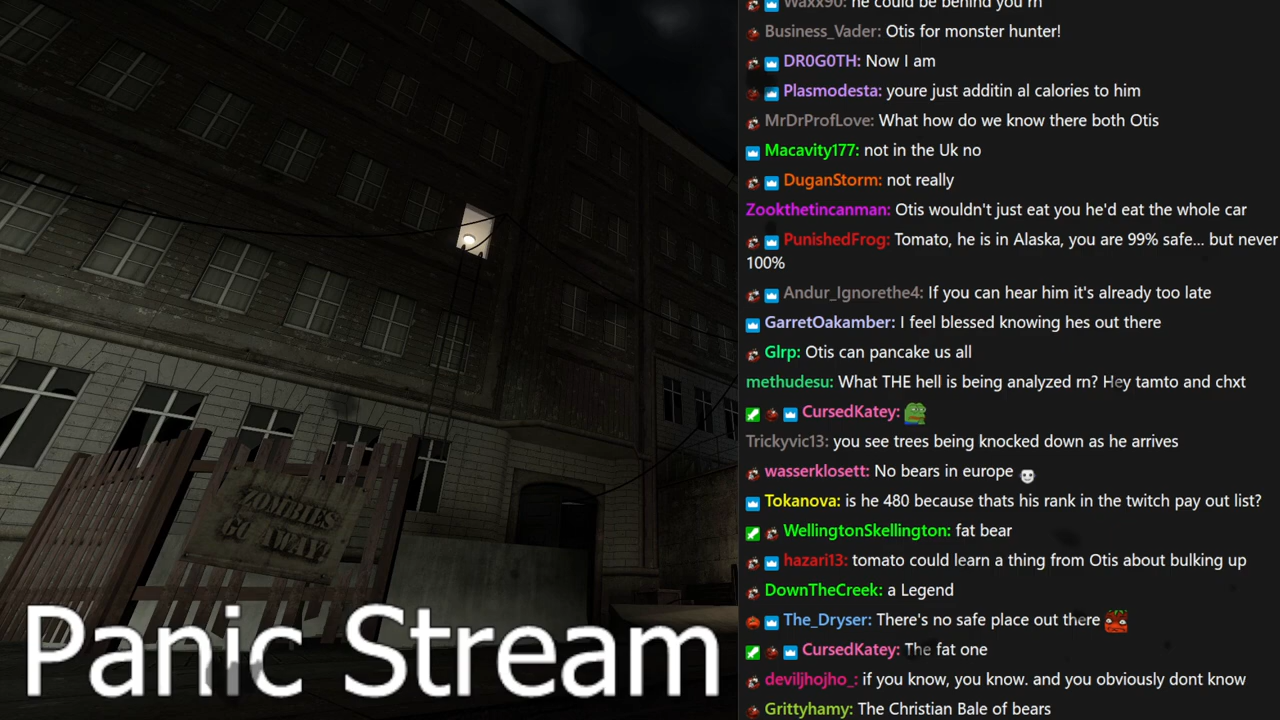 ZOMBIES
GO AWAY?
Panic Stream
Waxx90: he could be behind you rn
Business_Vader: Otis for monster hunter!
DR0G0TH: Now I am
Plasmodesta: youre just additin al calories to him
MrDrProfLove: What how do we know there both Otis
Macavity177: not in the Uk no
DuganStorm: not really
Zookthetincanman: Otis wouldn't just eat you he'd eat the whole car
PunishedFrog: Tomato, he is in Alaska, you are 99% safe... but never
100%
Andur_Ignorethe4: If you can hear him it's already too late
GarretOakamber: I feel blessed knowing hes out there
Glrp: Otis can pancake us all
methudesu: What THE hell is being analyzed rn? Hey tamto and chxt
CursedKatey:
Trickyvic13: you see trees being knocked down as he arrives
wasserklosett: No bears in europe
Tokanova: is he 480 because thats his rank in the twitch pay out list?
WellingtonSkellington: fat bear
hazari13: tomato could learn a thing from Otis about bulking up
DownTheCreek: a Legend
The_Dryser: There's no safe place out there
CursedKatey: The fat one
deviljhojho_: if you know, you know. and you obviously dont know
Grittyhamy: The Christian Bale of bears